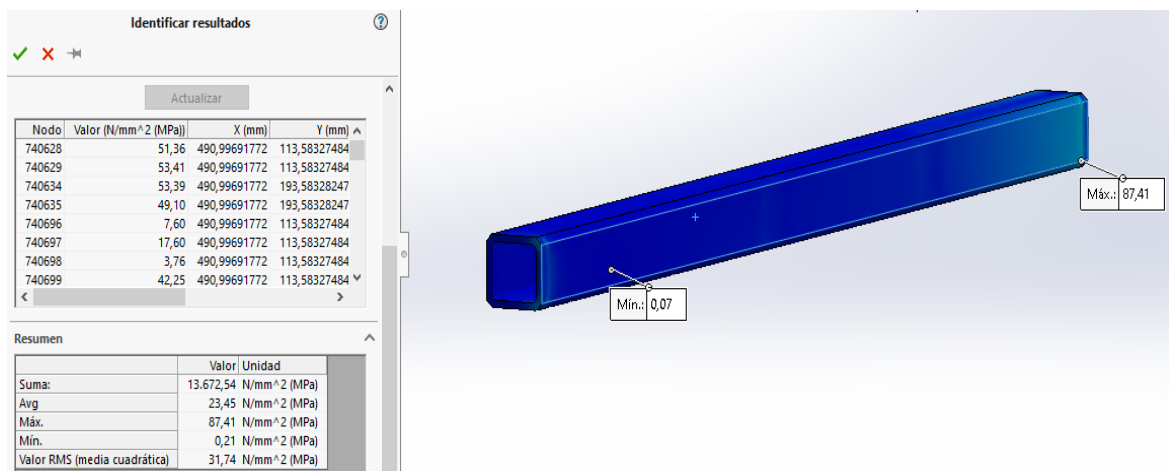 Identificar resultados
Actualizar
Nodo Valor (N/mm^2 (MPa)) X (mm) Y (mm)
740628 51,36 490,99691772 113,58327484
740629 53,41 490,99691772 113,58327484
740634 53,39 490,99691772 193,58328247
740635 49,10 490,99691772 193,58328247
740696 7,60 490,99691772 113,58327484
740697 17,60 490,99691772 113,58327484
740698 3,76 490,99691772 113,58327484
740699 42,25 490,99691772 113,58327484
Resumen
Valor Unidad
Suma: 13.672,54 N/mm^2 (MPa)
Avg 23,45 N/mm^2 (MPa)
Máx. 87,41 N/mm^2 (MPa)
Mín. 0,21 N/mm^2 (MPa)
Valor RMS (media cuadrática) 31,74 N/mm^2 (MPa)
Máx.: 87,41
Mín.: 0,07